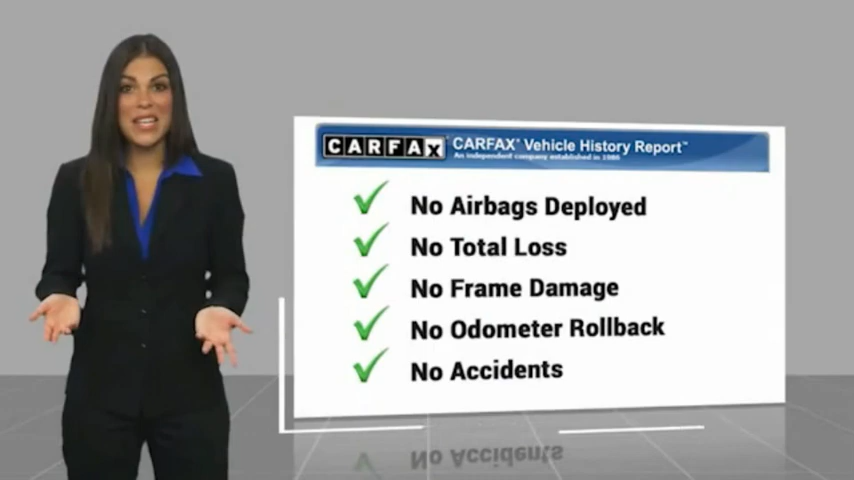 CARFAX CARFAX® Vehicle History Report™
An independent company established in 1986
No Airbags Deployed
No Total Loss
No Frame Damage
No Odometer Rollback
No Accidents
No Accidents